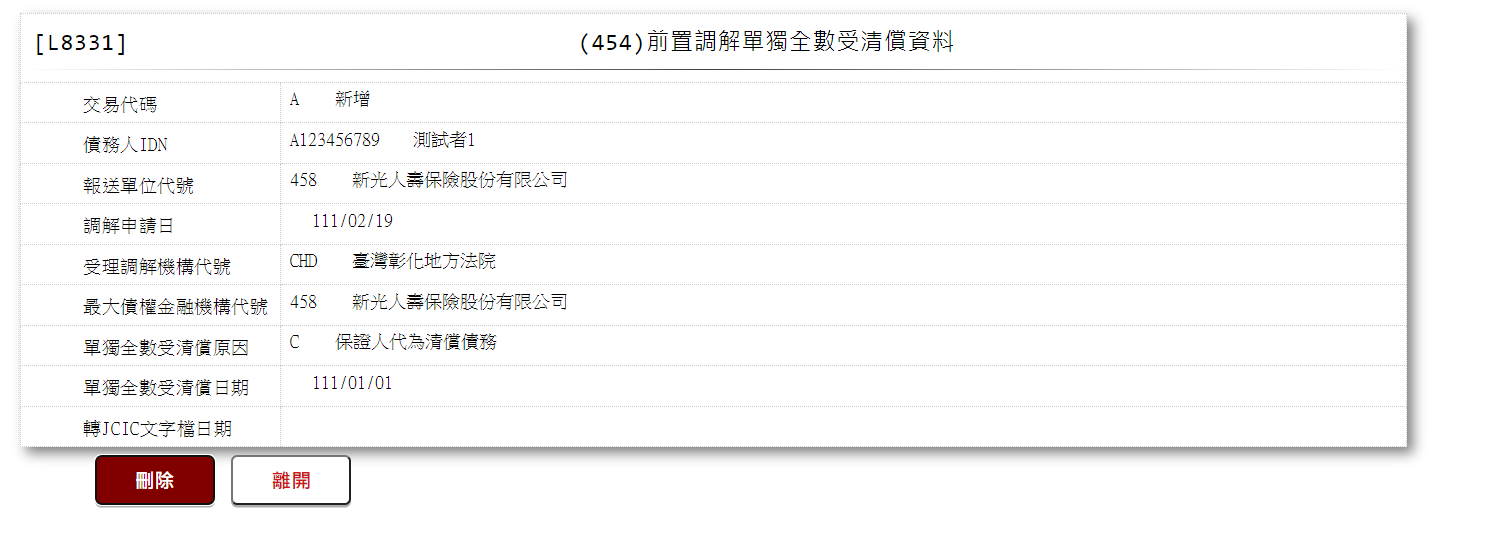 [L8331] (454)前置調解單獨全數受清償資料
交易代碼 A 新增
債務人IDN A123456789 測試者1
報送單位代號 458 新光人壽保險股份有限公司
調解申請日 111/02/19
受理調解機構代號 CHD 臺灣彰化地方法院
最大債權金融機構代號 458 新光人壽保險股份有限公司
單獨全數受清償原因 C 保證人代為清償債務
單獨全數受清償日期 111/01/01
轉JCIC文字檔日期
刪除 離開